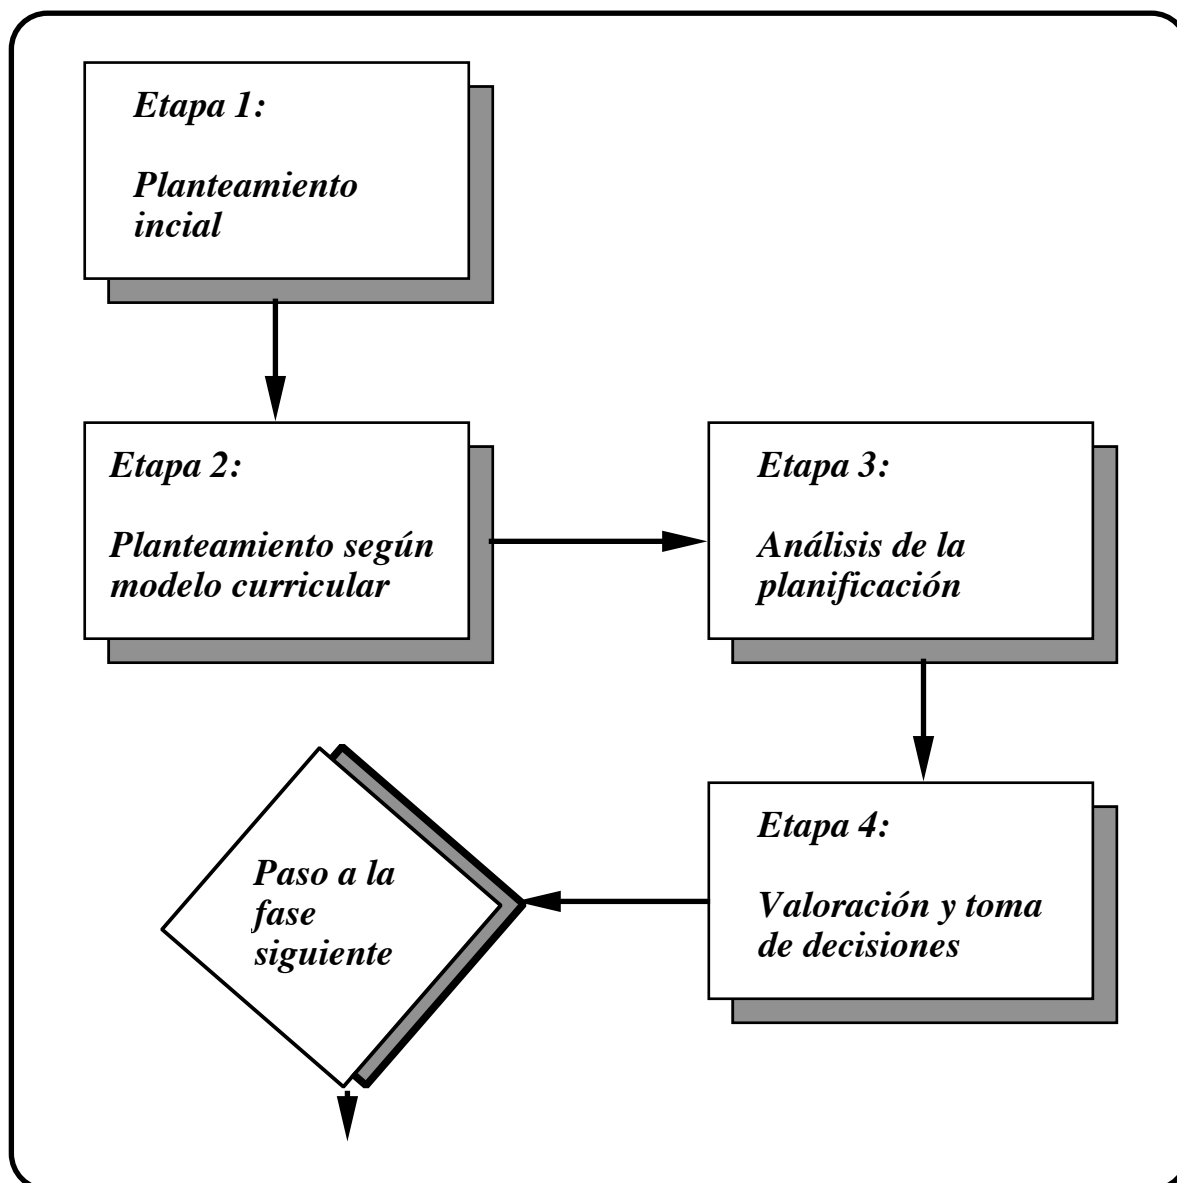 Etapa 1:
Planteamiento
incial
Etapa 2:
Planteamiento según
modelo curricular
Etapa 3:
Análisis de la
planificación
Etapa 4:
Valoración y toma
de decisiones
Paso a la
fase
siguiente